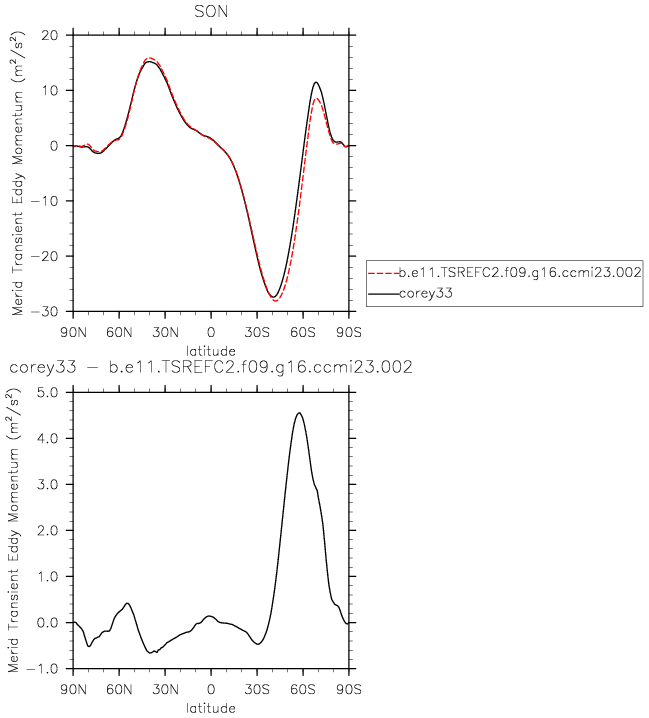 SON
Merid Transient Eddy Momentum (m²/s²)
20
10
0
−10
−20
−30
90N 60N 30N 0 30S 60S 90S
latitude
b.e11.TSREFC2.f09.g16.ccmi23.002
corey33
corey33 − b.e11.TSREFC2.f09.g16.ccmi23.002
Merid Transient Eddy Momentum (m²/s²)
5.0
4.0
3.0
2.0
1.0
0.0
−1.0
90N 60N 30N 0 30S 60S 90S
latitude